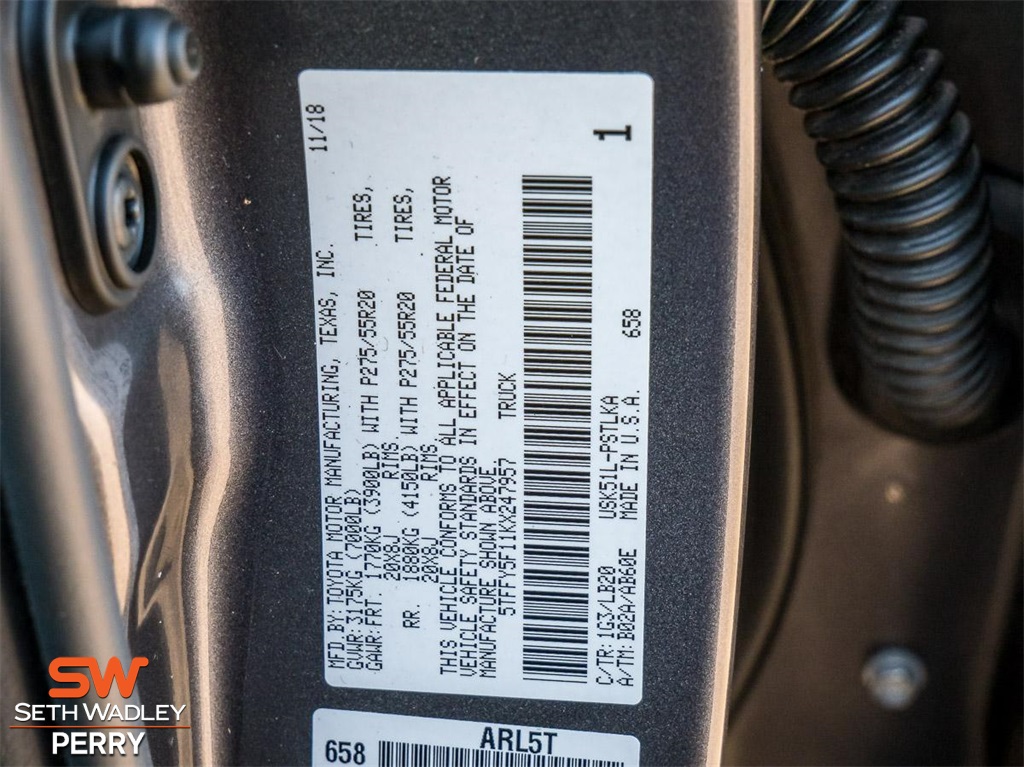 MFD BY: TOYOTA MOTOR MANUFACTURING, TEXAS, INC. 11/18
GVWR: 3175KG (7000LB)
GAWR: FRT. 1770KG (3900LB) WITH P275/55R20 TIRES,
20X8J RIMS.
RR. 1880KG (4150LB) WITH P275/55R20 TIRES,
20X8J RIMS
THIS VEHICLE CONFORMS TO ALL APPLICABLE FEDERAL MOTOR
VEHICLE SAFETY STANDARDS IN EFFECT ON THE DATE OF
MANUFACTURE SHOWN ABOVE
5TFFY5F11KX247957 TRUCK
C/TR: 1G3/LB20 USK51L-PSTLKA 658
A/TM: B02A/AB60E MADE IN U.S.A.
1
658 ARL5T
SW
SETH WADLEY
PERRY